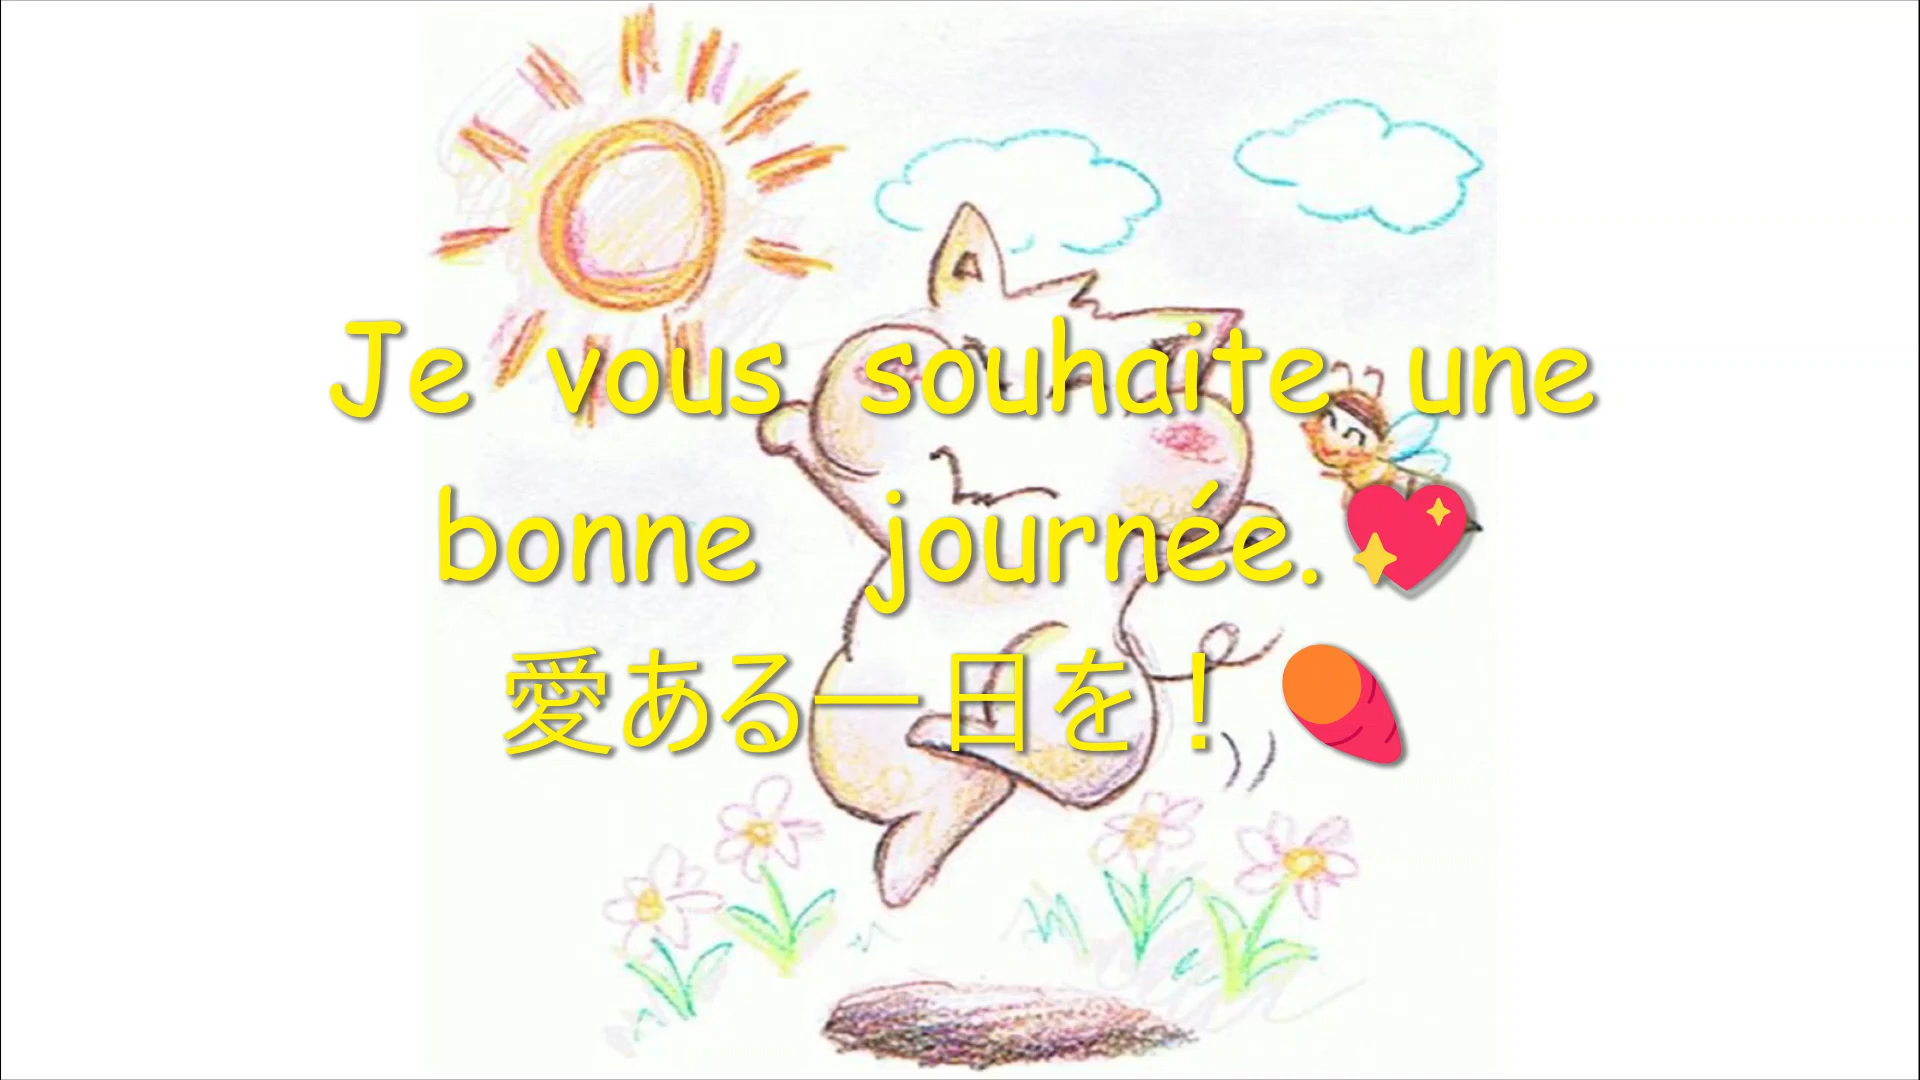 Je vous souhaite une
bonne journée.💖
愛ある一日を！🍠